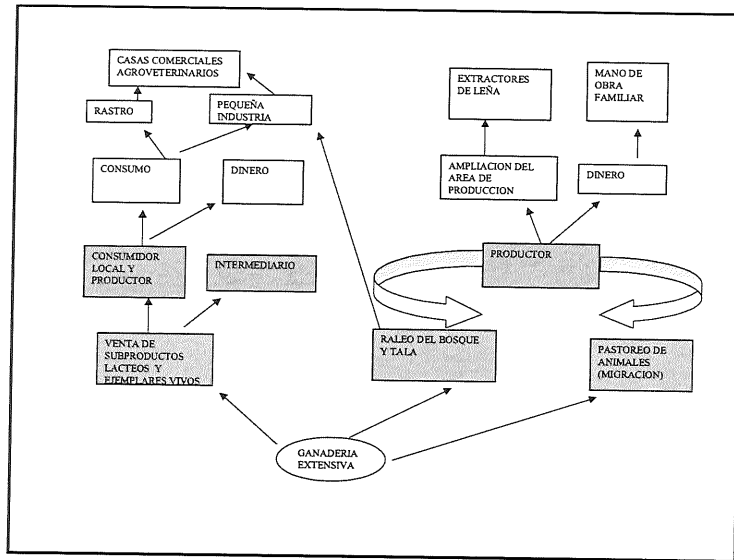 CASAS COMERCIALES
AGROVETERINARIOS
EXTRACTORES
DE LEÑA
MANO DE
OBRA
FAMILIAR
RASTRO
PEQUEÑA
INDUSTRIA
CONSUMO
DINERO
AMPLIACION DEL
AREA DE
PRODUCCION
DINERO
CONSUMIDOR
LOCAL Y
PRODUCTOR
INTERMEDIARIO
PRODUCTOR
VENTA DE
SUBPRODUCTOS
LACTEOS Y
EJEMPLARES VIVOS
RALEO DEL BOSQUE
Y TALA
PASTOREO DE
ANIMALES
(MIGRACION)
GANADERIA
EXTENSIVA